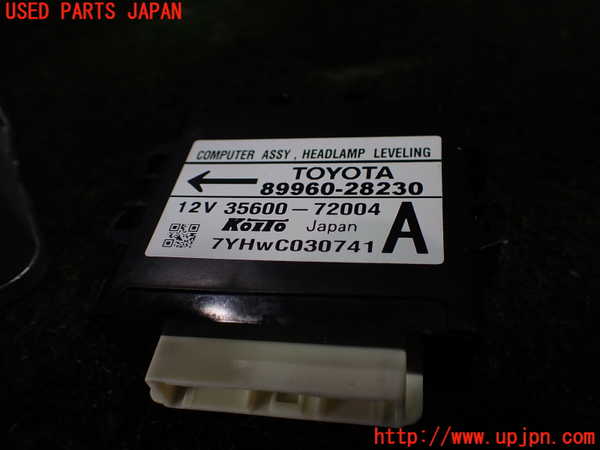 USED PARTS JAPAN
COMPUTER ASSY, HEADLAMP LEVELING
TOYOTA
89960-28230
12V 35600-72004
KOITO Japan
7YHwC030741
A
http://www.upjpn.com/